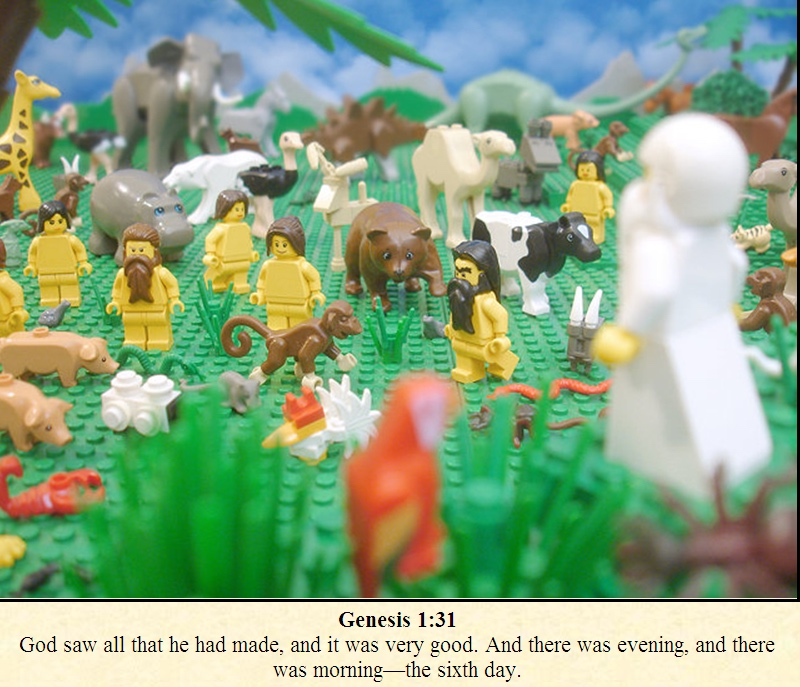 Genesis 1:31
God saw all that he had made, and it was very good. And there was evening, and there
was morning—the sixth day.